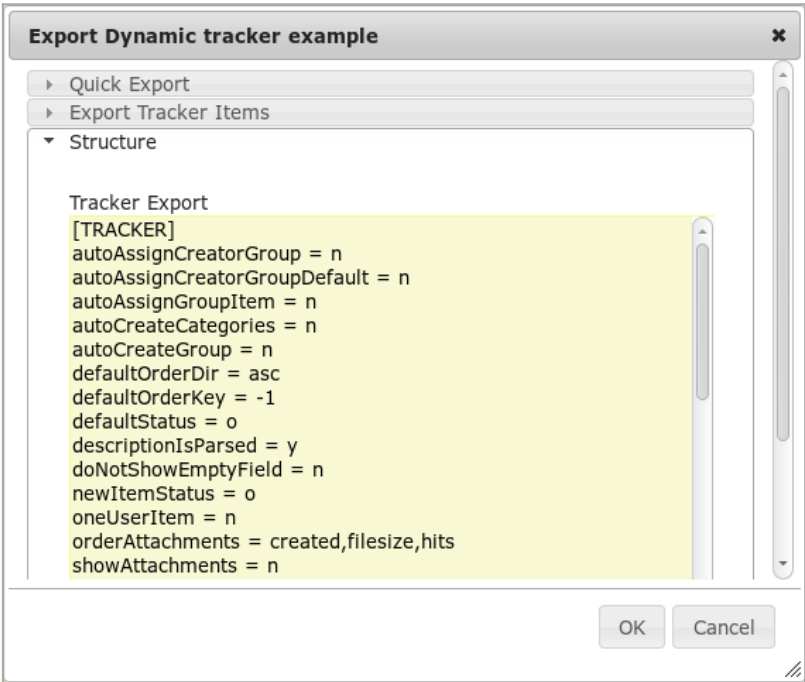 Export Dynamic tracker example
Quick Export
Export Tracker Items
Structure
Tracker Export
[TRACKER]
autoAssignCreatorGroup = n
autoAssignCreatorGroupDefault = n
autoAssignGroupItem = n
autoCreateCategories = n
autoCreateGroup = n
defaultOrderDir = asc
defaultOrderKey = -1
defaultStatus = o
descriptionIsParsed = y
doNotShowEmptyField = n
newItemStatus = o
oneUserItem = n
orderAttachments = created,filesize,hits
showAttachments = n
OK Cancel